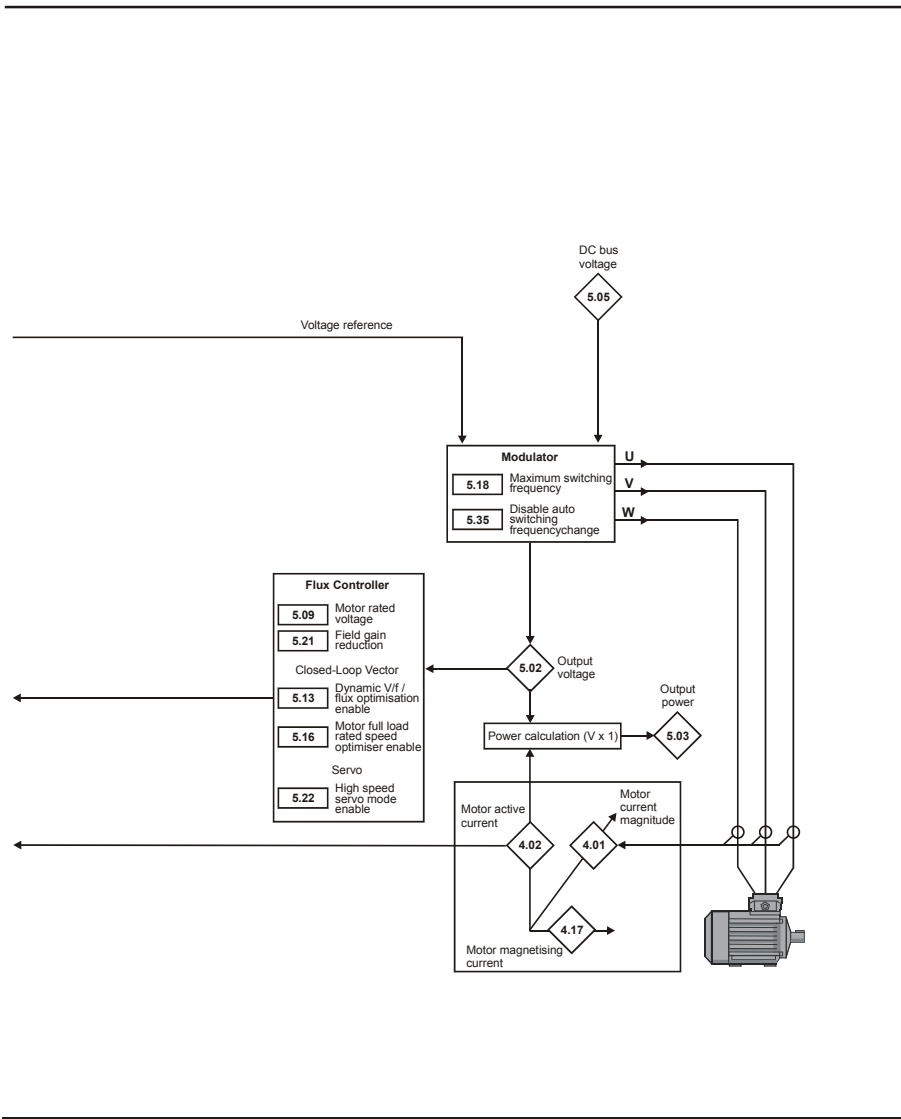 DC bus
voltage
5.05
Voltage reference
Modulator
5.18 Maximum switching
frequency
5.35 Disable auto
switching
frequencychange
U
V
W
Flux Controller
5.09 Motor rated
voltage
5.21 Field gain
reduction
Closed-Loop Vector
5.13 Dynamic V/f /
flux optimisation
enable
5.16 Motor full load
rated speed
optimiser enable
Servo
5.22 High speed
servo mode
enable
5.02 Output
voltage
Output
power
Power calculation (V x 1)
5.03
Motor active
current
Motor
current
magnitude
4.02
4.01
4.17
Motor magnetising
current